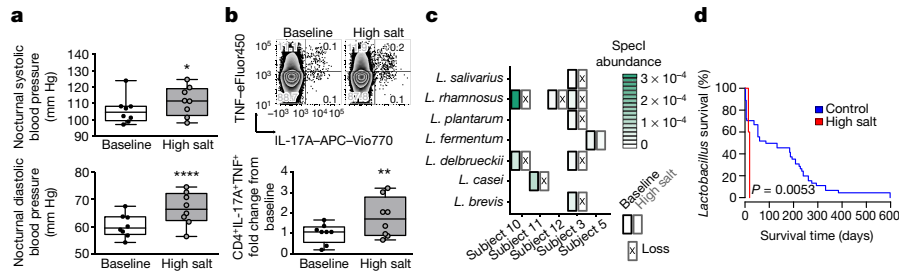 a
Nocturnal systolic
blood pressure
(mm Hg)
140
130
120
110
100
90
*
Baseline
High salt
Nocturnal diastolic
blood pressure
(mm Hg)
80
70
60
50
****
Baseline
High salt
b
Baseline
High salt
TNF–eFluor450
10⁵
10³
10¹
0.1
0.1
0.2
0.1
−10³ 10³ 10⁴ 10⁵
IL-17A–APC–Vio770
CD4⁺IL-17A⁺TNF⁺
fold change from
baseline
4
3
2
1
0
**
Baseline
High salt
c
L. salivarius
L. rhamnosus
L. plantarum
L. fermentum
L. delbrueckii
L. casei
L. brevis
X X X
X
X X
X
X
X
Subject 10
Subject 11
Subject 12
Subject 3
Subject 5
SpecI
abundance
3 × 10⁻⁴
2 × 10⁻⁴
1 × 10⁻⁴
0
Baseline
High salt
X Loss
d
Lactobacillus survival (%)
100
80
60
40
20
0
Control
High salt
P = 0.0053
0 100 200 300 400 500 600
Survival time (days)